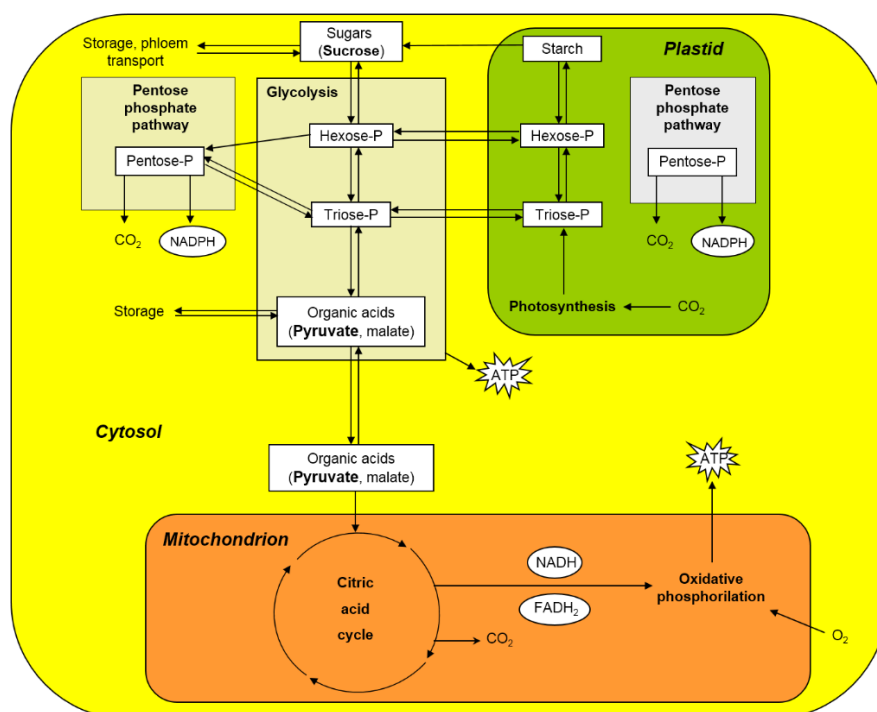 Storage, phloem
transport
Sugars
(Sucrose)
Starch
Plastid
Pentose
phosphate
pathway
Glycolysis
Pentose
phosphate
pathway
Hexose-P
Hexose-P
Pentose-P
Pentose-P
Triose-P
Triose-P
CO₂
NADPH
CO₂
NADPH
Storage
Organic acids
(Pyruvate, malate)
Photosynthesis
CO₂
ATP
Cytosol
Organic acids
(Pyruvate, malate)
ATP
Mitochondrion
Citric
acid
cycle
NADH
FADH₂
CO₂
Oxidative
phosphorilation
O₂